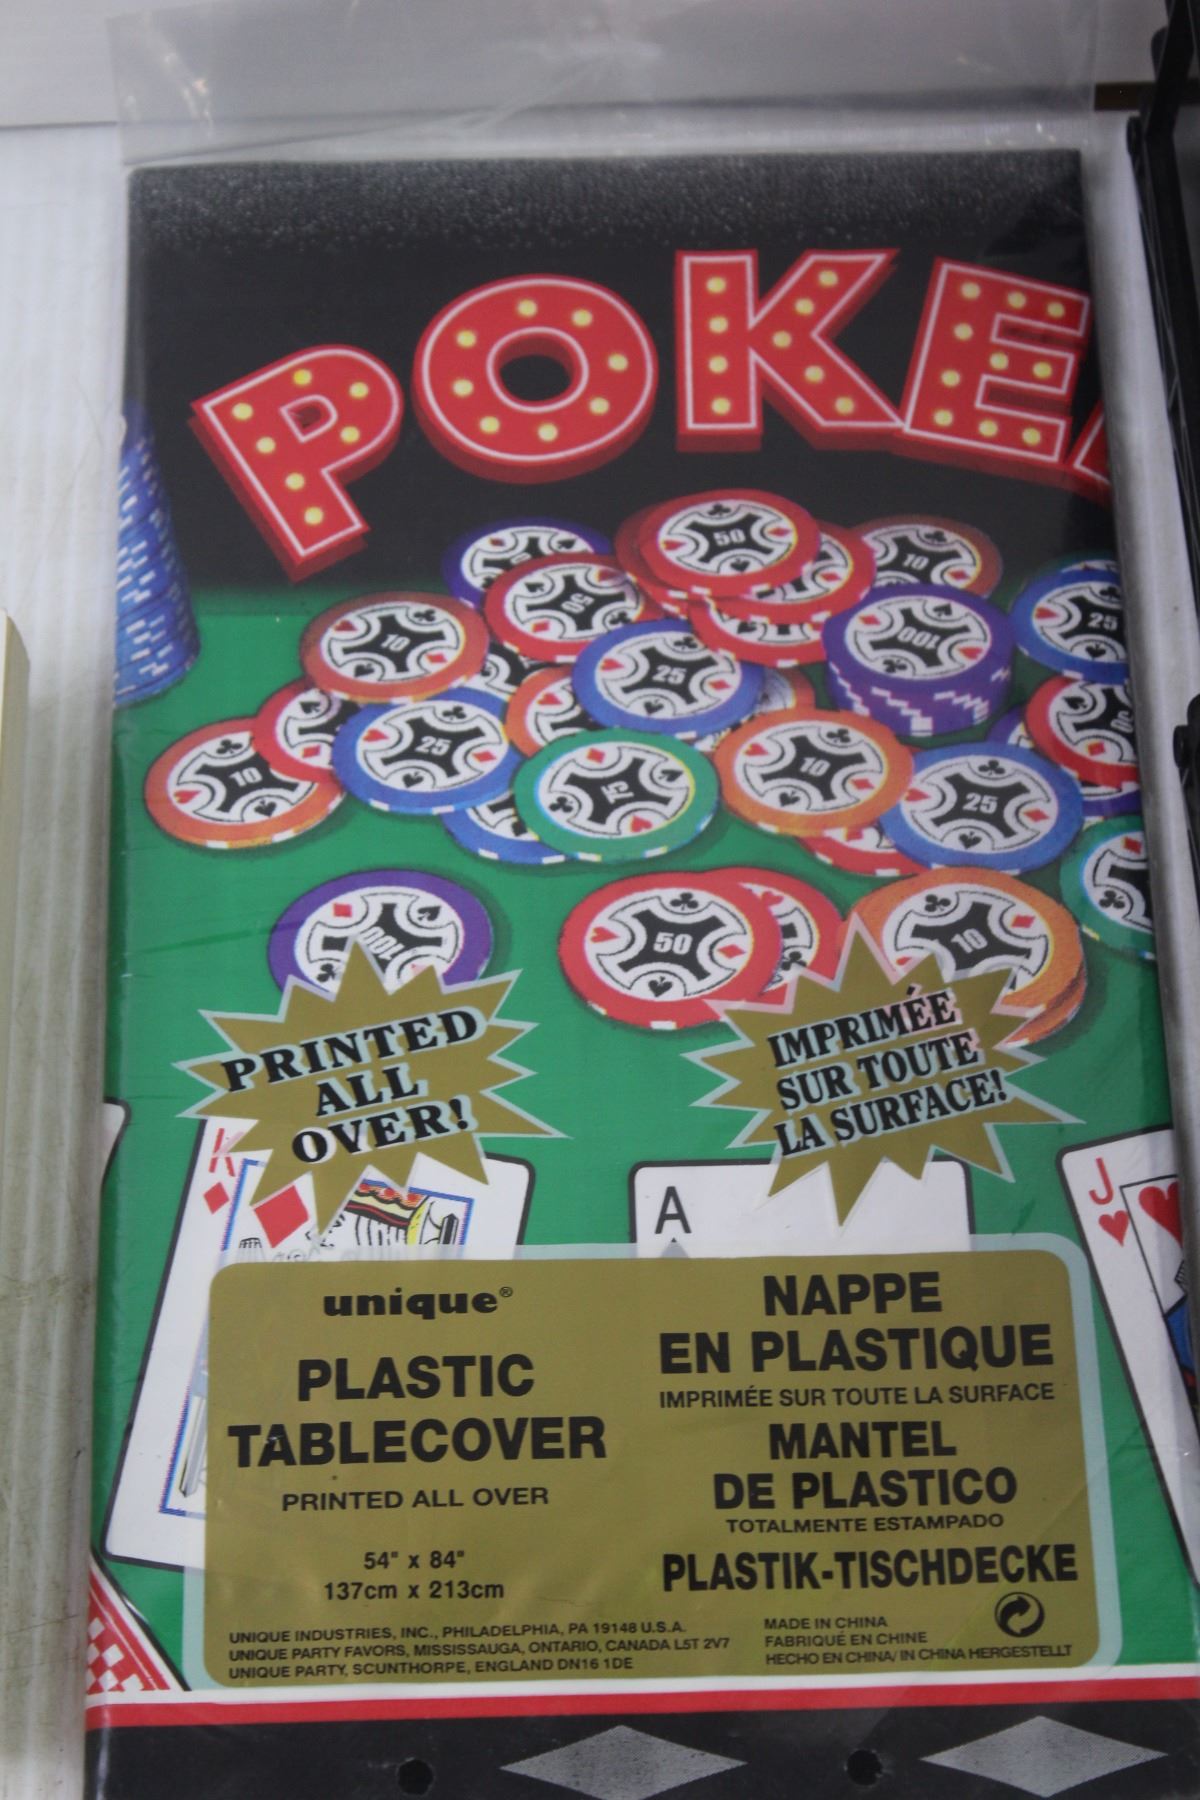 POKE
50
10
50
10
25
100
25
25
10
15
10
25
100
50
10
PRINTED
ALL
OVER!
IMPRIMÉE
SUR TOUTE
LA SURFACE!
K
A
J
unique®
PLASTIC
TABLECOVER
PRINTED ALL OVER
54" x 84"
137cm x 213cm
NAPPE
EN PLASTIQUE
IMPRIMÉE SUR TOUTE LA SURFACE
MANTEL
DE PLASTICO
TOTALMENTE ESTAMPADO
PLASTIK-TISCHDECKE
UNIQUE INDUSTRIES, INC., PHILADELPHIA, PA 19148 U.S.A.
UNIQUE PARTY FAVORS, MISSISSAUGA, ONTARIO, CANADA L5T 2V7
UNIQUE PARTY, SCUNTHORPE, ENGLAND DN16 1DE
MADE IN CHINA
FABRIQUÉ EN CHINE
HECHO EN CHINA/ IN CHINA HERGESTELLT